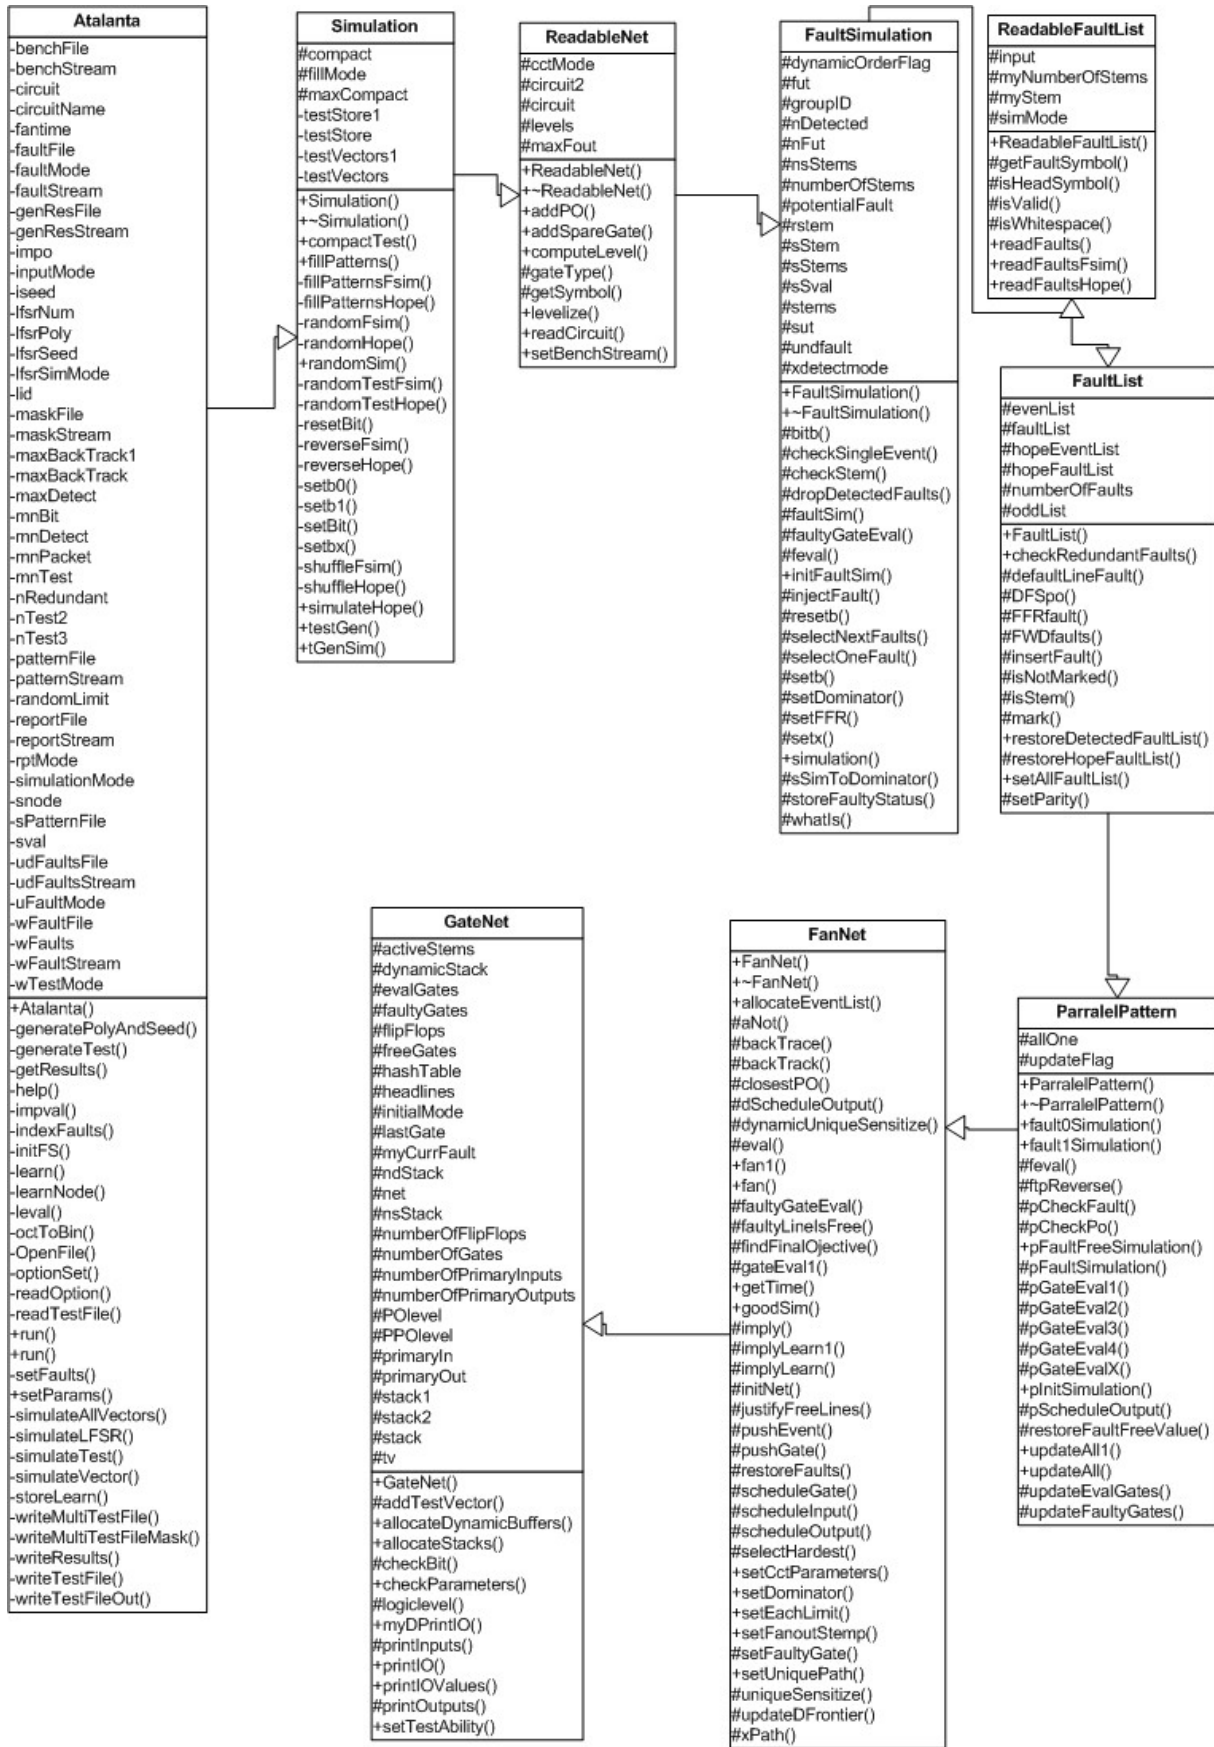 Atalanta
-benchFile
-benchStream
-circuit
-circuitName
-fantime
-faultFile
-faultMode
-faultStream
-genResFile
-genResStream
-impo
-inputMode
-iseed
-lfsrNum
-lfsrPoly
-lfsrSeed
-lfsrSimMode
-lid
-maskFile
-maskStream
-maxBackTrack1
-maxBackTrack
-maxDetect
-mnBit
-mnDetect
-mnPacket
-mnTest
-nRedundant
-nTest2
-nTest3
-patternFile
-patternStream
-randomLimit
-reportFile
-reportStream
-rptMode
-simulationMode
-snode
-sPatternFile
-sval
-udFaultsFile
-udFaultsStream
-uFaultMode
-wFaultFile
-wFaults
-wFaultStream
-wTestMode
+Atalanta()
-generatePolyAndSeed()
-generateTest()
-getResults()
-help()
-impval()
-indexFaults()
-initFS()
-learn()
-learnNode()
-leval()
-octToBin()
-OpenFile()
-optionSet()
-readOption()
-readTestFile()
+run()
+run()
-setFaults()
+setParams()
-simulateAllVectors()
-simulateLFSR()
-simulateTest()
-simulateVector()
-storeLearn()
-writeMultiTestFile()
-writeMultiTestFileMask()
-writeResults()
-writeTestFile()
-writeTestFileOut()
Simulation
#compact
#fillMode
#maxCompact
-testStore1
-testStore
-testVectors1
-testVectors
+Simulation()
+~Simulation()
+compactTest()
+fillPatterns()
-fillPatternsFsim()
-fillPatternsHope()
-randomFsim()
-randomHope()
+randomSim()
-randomTestFsim()
-randomTestHope()
-resetBit()
-reverseFsim()
-reverseHope()
-setb0()
-setb1()
-setBit()
-setbx()
-shuffleFsim()
-shuffleHope()
+simulateHope()
+testGen()
+tGenSim()
ReadableNet
#cctMode
#circuit2
#circuit
#levels
#maxFout
+ReadableNet()
+~ReadableNet()
+addPO()
+addSpareGate()
+computeLevel()
#gateType()
#getSymbol()
+levelize()
+readCircuit()
+setBenchStream()
FaultSimulation
#dynamicOrderFlag
#fut
#groupID
#nDetected
#nFut
#nsStems
#numberOfStems
#potentialFault
#rstem
#sStem
#sStems
#sSval
#stems
#sut
#undfault
#xdetectmode
+FaultSimulation()
+~FaultSimulation()
#bitb()
#checkSingleEvent()
#checkStem()
#dropDetectedFaults()
#faultSim()
#faultyGateEval()
#feval()
+initFaultSim()
#injectFault()
#resetb()
#selectNextFaults()
#selectOneFault()
#setb()
#setDominator()
#setFFR()
#setx()
+simulation()
#sSimToDominator()
#storeFaultyStatus()
#whatIs()
ReadableFaultList
#input
#myNumberOfStems
#myStem
#simMode
+ReadableFaultList()
#getFaultSymbol()
#isHeadSymbol()
#isValid()
#isWhitespace()
+readFaults()
+readFaultsFsim()
+readFaultsHope()
FaultList
#evenList
#faultList
#hopeEventList
#hopeFaultList
#numberOfFaults
#oddList
+FaultList()
+checkRedundantFaults()
#defaultLineFault()
#DFSpo()
#FFRfault()
#FWDfaults()
#insertFault()
#isNotMarked()
#isStem()
#mark()
+restoreDetectedFaultList()
#restoreHopeFaultList()
+setAllFaultList()
#setParity()
GateNet
#activeStems
#dynamicStack
#evalGates
#faultyGates
#flipFlops
#freeGates
#hashTable
#headlines
#initialMode
#lastGate
#myCurrFault
#ndStack
#net
#nsStack
#numberOfFlipFlops
#numberOfGates
#numberOfPrimaryInputs
#numberOfPrimaryOutputs
#POlevel
#PPOlevel
#primaryIn
#primaryOut
#stack1
#stack2
#stack
#tv
+GateNet()
#addTestVector()
+allocateDynamicBuffers()
+allocateStacks()
#checkBit()
+checkParameters()
#logiclevel()
+myDPrintIO()
#printInputs()
+printIO()
+printIOValues()
#printOutputs()
+setTestAbility()
FanNet
+FanNet()
+~FanNet()
+allocateEventList()
#aNot()
#backTrace()
#backTrack()
#closestPO()
#dScheduleOutput()
#dynamicUniqueSensitize()
#eval()
+fan1()
+fan()
#faultyGateEval()
#faultyLineIsFree()
#findFinalOjective()
#gateEval1()
+getTime()
+goodSim()
#imply()
#implyLearn1()
#implyLearn()
#initNet()
#justifyFreeLines()
#pushEvent()
#pushGate()
#restoreFaults()
#scheduleGate()
#scheduleInput()
#scheduleOutput()
#selectHardest()
+setCctParameters()
+setDominator()
+setEachLimit()
+setFanoutStemp()
#setFaultyGate()
+setUniquePath()
#uniqueSensitize()
#updateDFrontier()
#xPath()
ParralelPattern
#allOne
#updateFlag
+ParralelPattern()
+~ParralelPattern()
+fault0Simulation()
+fault1Simulation()
#feval()
#ftpReverse()
#pCheckFault()
#pCheckPo()
+pFaultFreeSimulation()
#pFaultSimulation()
#pGateEval1()
#pGateEval2()
#pGateEval3()
#pGateEval4()
#pGateEvalX()
+pInitSimulation()
#pScheduleOutput()
#restoreFaultFreeValue()
+updateAll1()
+updateAll()
#updateEvalGates()
#updateFaultyGates()